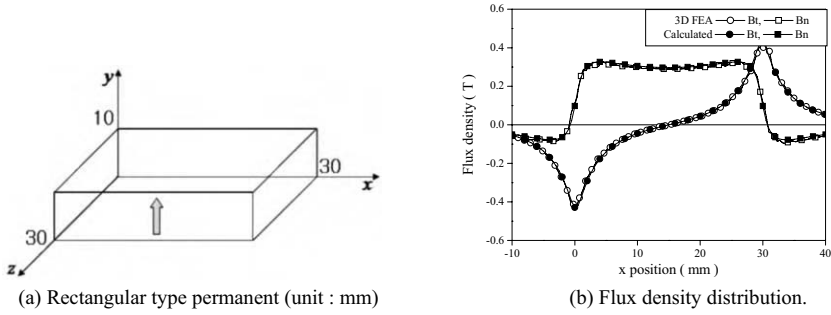 y
10
30
x
30
z
(a) Rectangular type permanent (unit : mm)
0.6
0.4
0.2
0.0
-0.2
-0.4
-0.6
Flux density ( T )
3D FEA Bt, Bn
Calculated Bt, Bn
-10 0 10 20 30 40
x position ( mm )
(b) Flux density distribution.